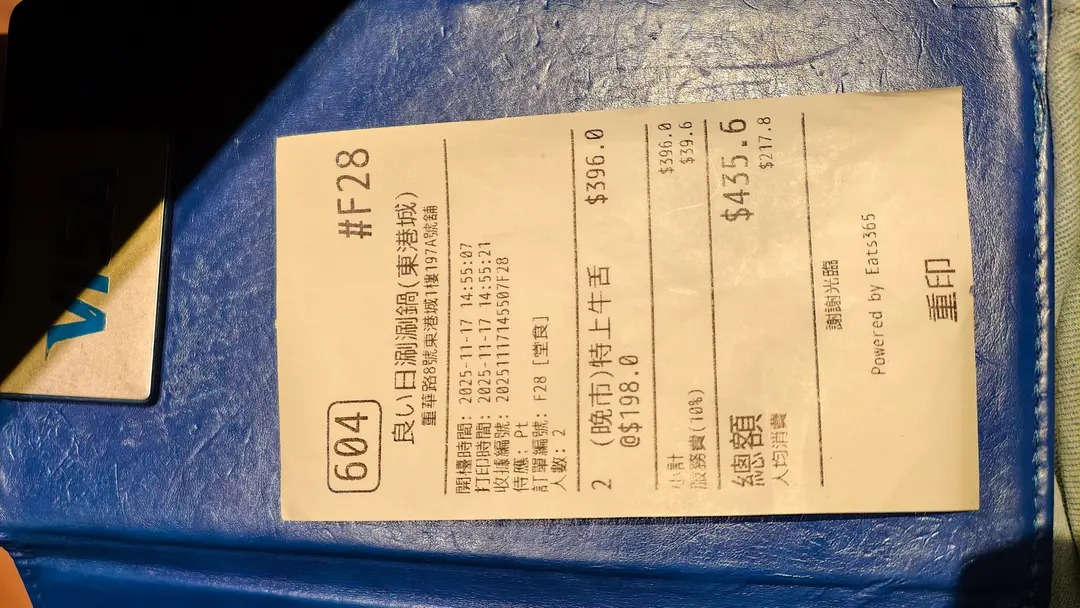 604
#F28
良い日涮涮鍋(東港城)
重華路8號東港城1樓197A號舖
開檯時間: 2025-11-17 14:55:07
打印時間: 2025-11-17 14:55:21
收據編號: 20251117145507F28
侍應: Pt
訂單編號: F28 [堂食]
人數: 2
2 (晚市)特上牛舌 $396.0
@$198.0
小計 $396.0
服務費(10%) $39.6
總額 $435.6
人均消費 $217.8
謝謝光臨
Powered by Eats365
重印
VISA